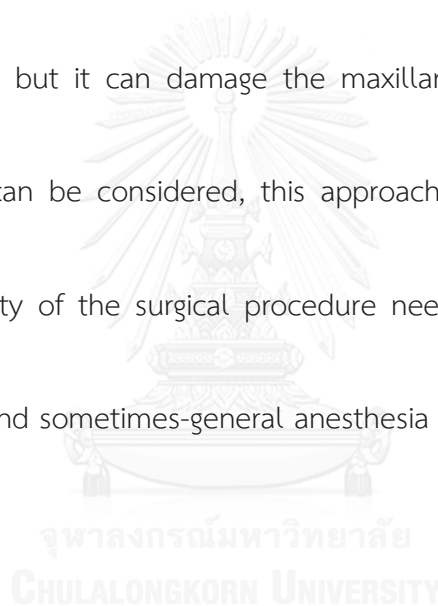 but it can damage the maxillar
can be considered, this approach
ty of the surgical procedure nee
nd sometimes-general anesthesia
จุฬาลงกรณ์มหาวิทยาลัย
CHULALONGKORN UNIVERSITY